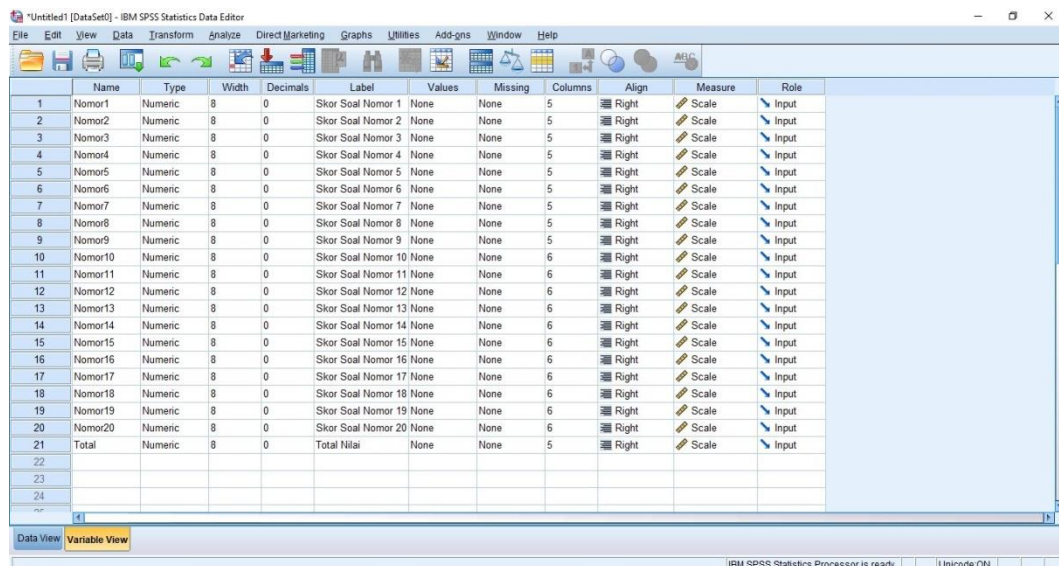 *Untitled1 [DataSet0] - IBM SPSS Statistics Data Editor
File Edit View Data Transform Analyze Direct Marketing Graphs Utilities Add-ons Window Help
Name Type Width Decimals Label Values Missing Columns Align Measure Role
1 Nomor1 Numeric 8 0 Skor Soal Nomor 1 None None 5 Right Scale Input
2 Nomor2 Numeric 8 0 Skor Soal Nomor 2 None None 5 Right Scale Input
3 Nomor3 Numeric 8 0 Skor Soal Nomor 3 None None 5 Right Scale Input
4 Nomor4 Numeric 8 0 Skor Soal Nomor 4 None None 5 Right Scale Input
5 Nomor5 Numeric 8 0 Skor Soal Nomor 5 None None 5 Right Scale Input
6 Nomor6 Numeric 8 0 Skor Soal Nomor 6 None None 5 Right Scale Input
7 Nomor7 Numeric 8 0 Skor Soal Nomor 7 None None 5 Right Scale Input
8 Nomor8 Numeric 8 0 Skor Soal Nomor 8 None None 5 Right Scale Input
9 Nomor9 Numeric 8 0 Skor Soal Nomor 9 None None 5 Right Scale Input
10 Nomor10 Numeric 8 0 Skor Soal Nomor 10 None None 6 Right Scale Input
11 Nomor11 Numeric 8 0 Skor Soal Nomor 11 None None 6 Right Scale Input
12 Nomor12 Numeric 8 0 Skor Soal Nomor 12 None None 6 Right Scale Input
13 Nomor13 Numeric 8 0 Skor Soal Nomor 13 None None 6 Right Scale Input
14 Nomor14 Numeric 8 0 Skor Soal Nomor 14 None None 6 Right Scale Input
15 Nomor15 Numeric 8 0 Skor Soal Nomor 15 None None 6 Right Scale Input
16 Nomor16 Numeric 8 0 Skor Soal Nomor 16 None None 6 Right Scale Input
17 Nomor17 Numeric 8 0 Skor Soal Nomor 17 None None 6 Right Scale Input
18 Nomor18 Numeric 8 0 Skor Soal Nomor 18 None None 6 Right Scale Input
19 Nomor19 Numeric 8 0 Skor Soal Nomor 19 None None 6 Right Scale Input
20 Nomor20 Numeric 8 0 Skor Soal Nomor 20 None None 6 Right Scale Input
21 Total Numeric 8 0 Total Nilai None None 5 Right Scale Input
22
23
24
Data View Variable View
IBM SPSS Statistics Processor is ready Unicode:ON